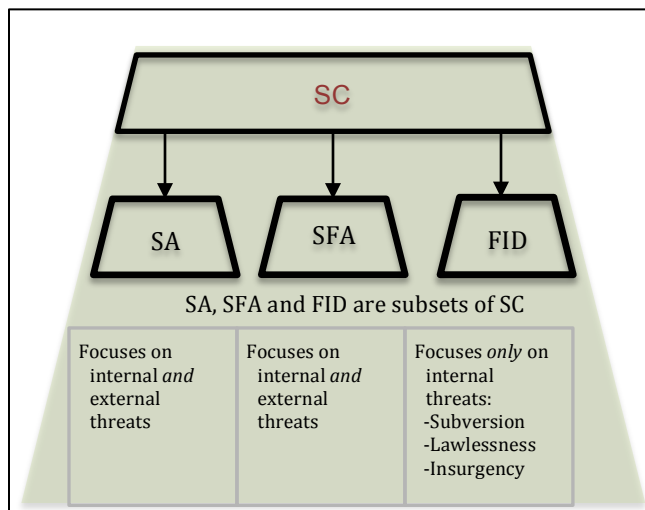 SC
SA
SFA
FID
SA, SFA and FID are subsets of SC
Focuses on
internal and
external
threats
Focuses on
internal and
external
threats
Focuses only on
internal
threats:
-Subversion
-Lawlessness
-Insurgency